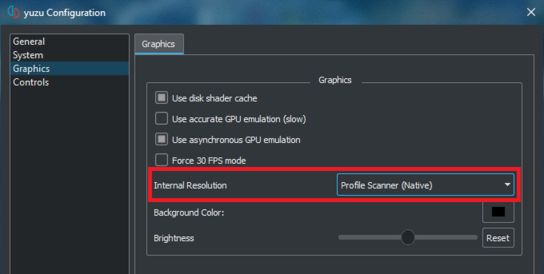 yuzu Configuration
General
System
Graphics
Controls
Graphics
Graphics
Use disk shader cache
Use accurate GPU emulation (slow)
Use asynchronous GPU emulation
Force 30 FPS mode
Internal Resolution Profile Scanner (Native)
Background Color:
Brightness Reset